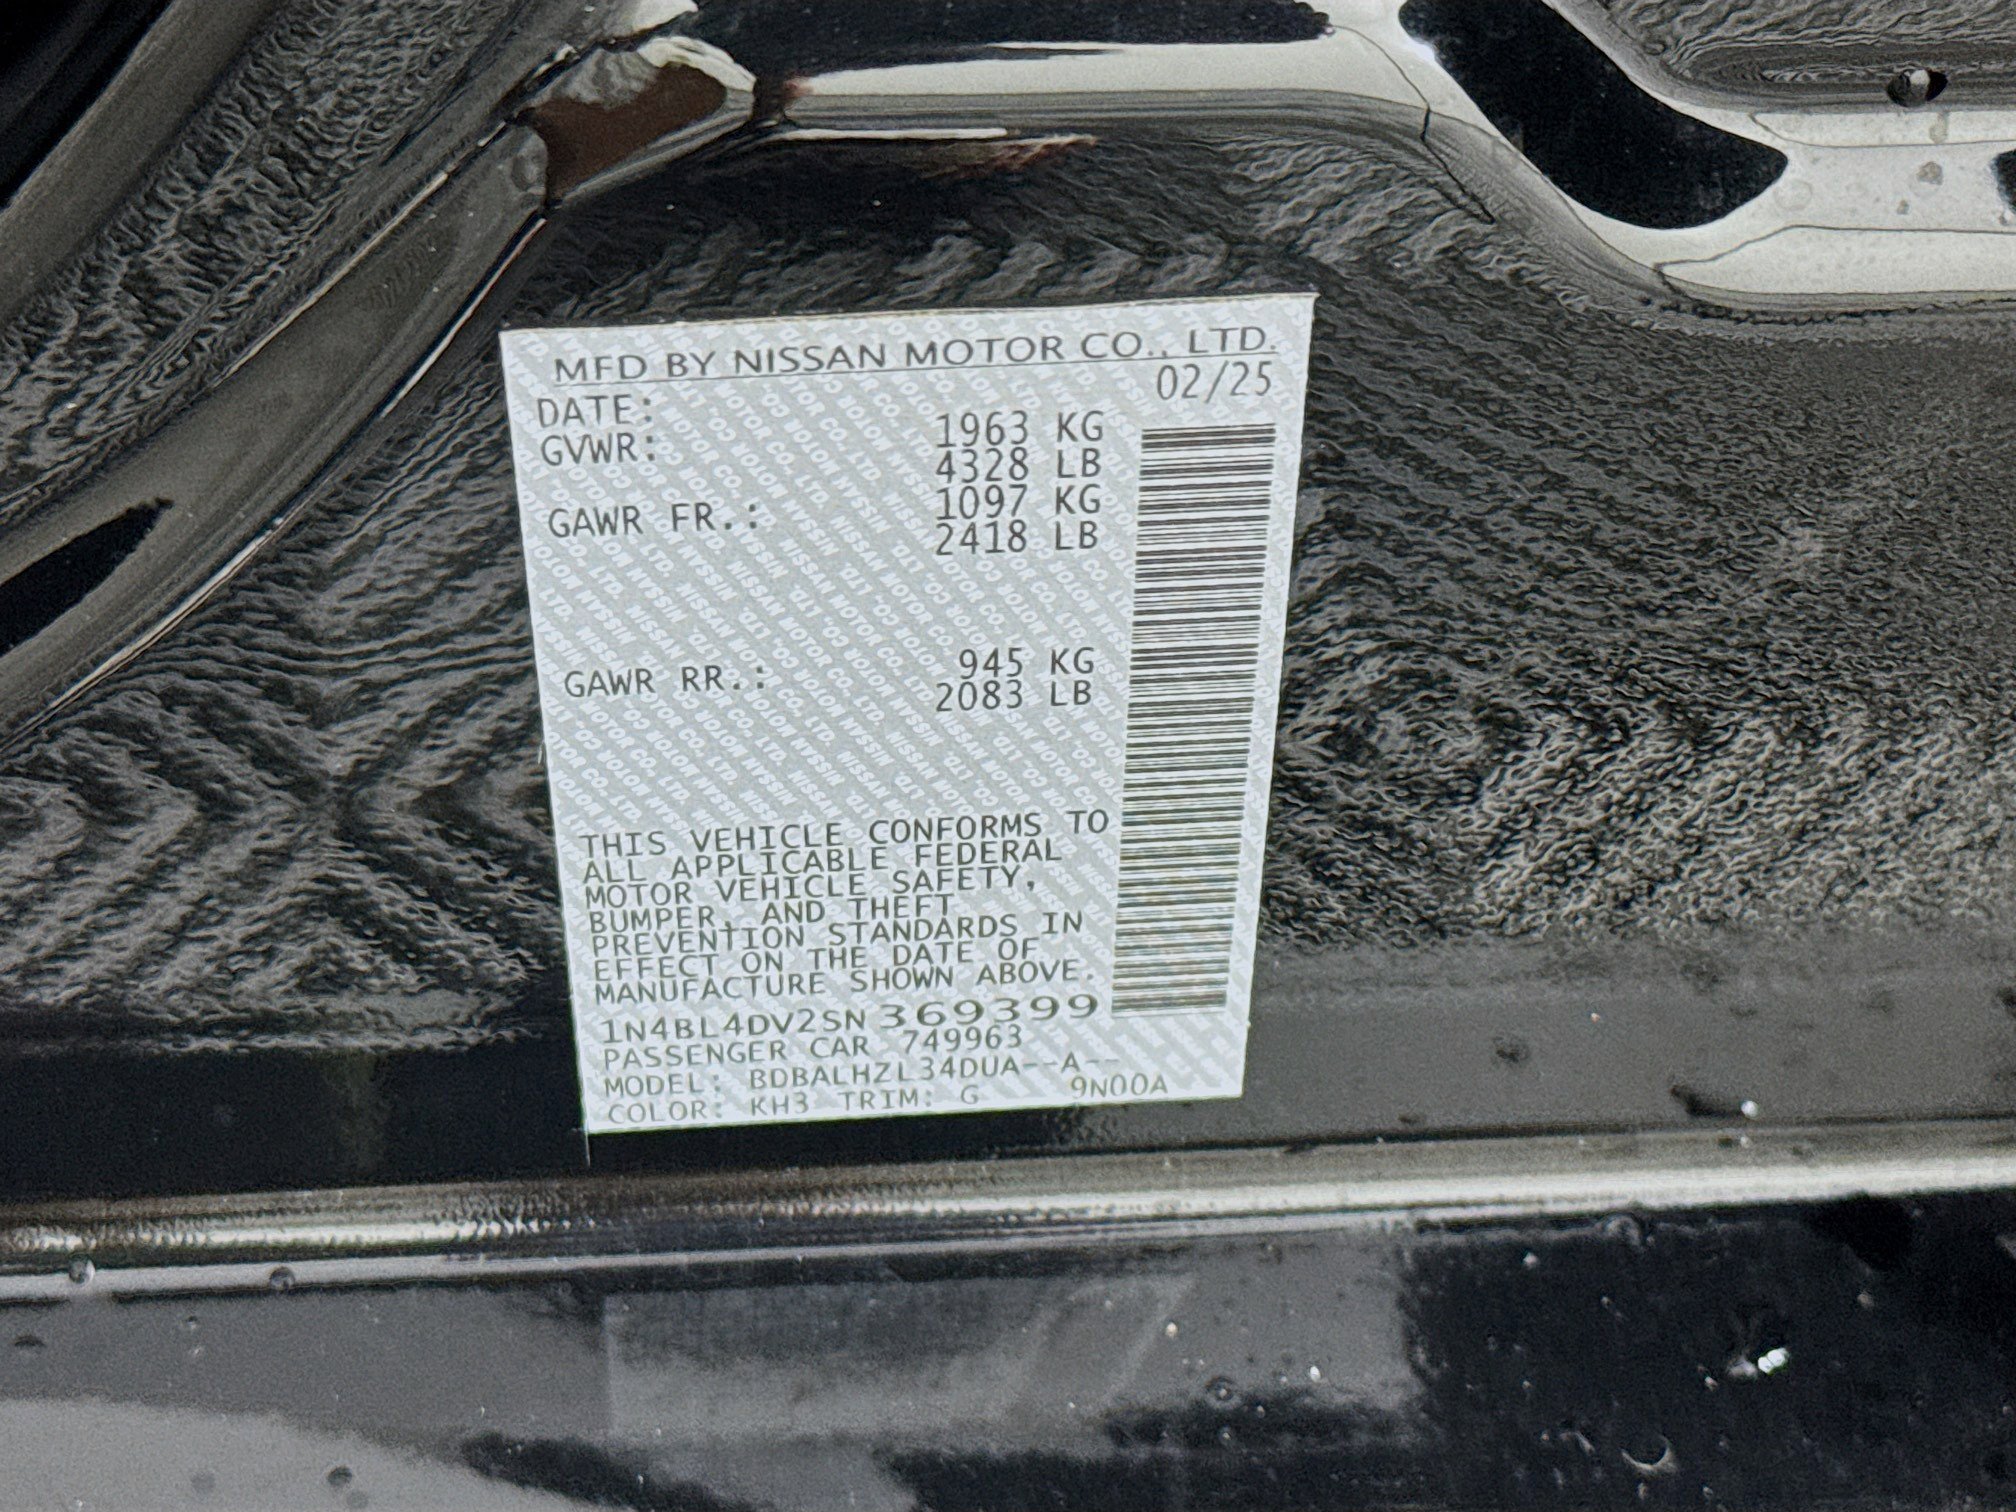 MFD BY NISSAN MOTOR CO., LTD.
DATE: 02/25
GVWR: 1963 KG
4328 LB
GAWR FR.: 1097 KG
2418 LB
GAWR RR.: 945 KG
2083 LB
THIS VEHICLE CONFORMS TO
ALL APPLICABLE FEDERAL
MOTOR VEHICLE SAFETY,
BUMPER, AND THEFT
PREVENTION STANDARDS IN
EFFECT ON THE DATE OF
MANUFACTURE SHOWN ABOVE.
1N4BL4DV2SN369399
PASSENGER CAR 749963
MODEL: BDBALHZL34DUA--A--
COLOR: KH3 TRIM: G 9N00A